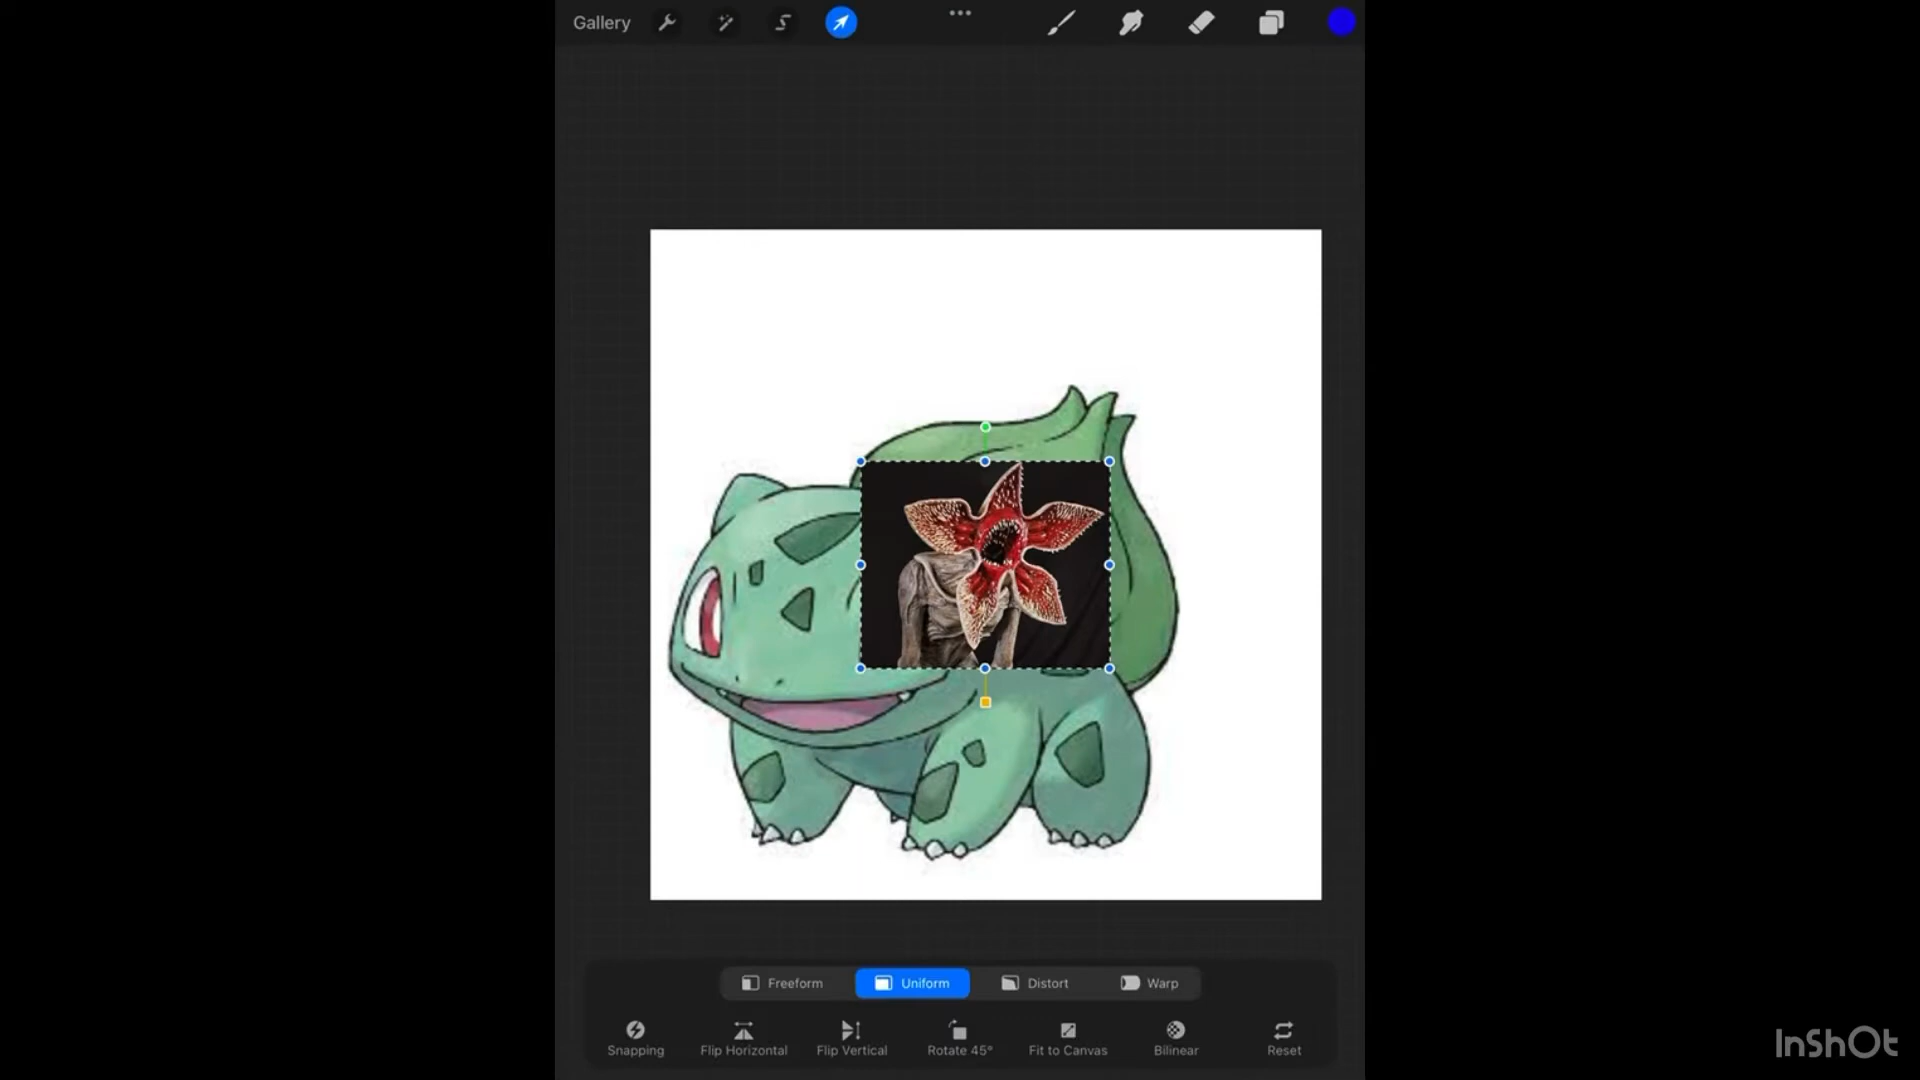 Gallery
Freeform
Uniform
Distort
Warp
Snapping
Flip Horizontal
Flip Vertical
Rotate 45°
Fit to Canvas
Bilinear
Reset
InShOt